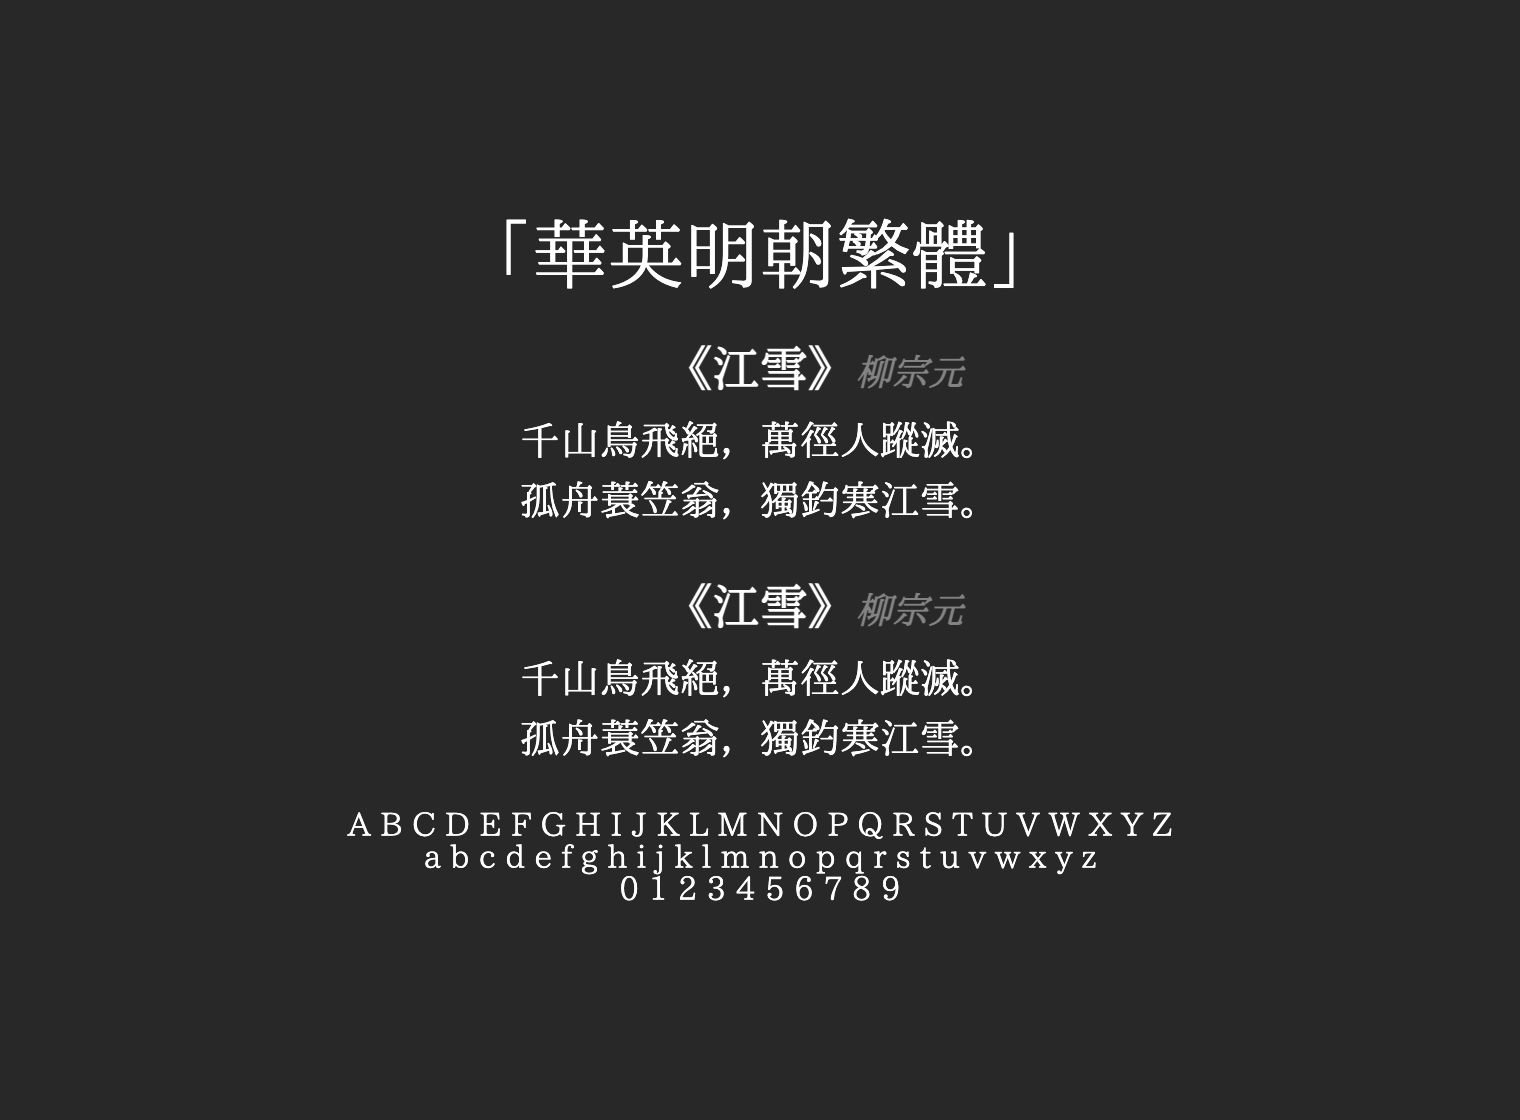 「華英明朝繁體」
《江雪》 柳宗元
千山鳥飛絕，萬徑人蹤滅。
孤舟蓑笠翁，獨釣寒江雪。
《江雪》 柳宗元
千山鳥飛絕，萬徑人蹤滅。
孤舟蓑笠翁，獨釣寒江雪。
A B C D E F G H I J K L M N O P Q R S T U V W X Y Z
a b c d e f g h i j k l m n o p q r s t u v w x y z
0 1 2 3 4 5 6 7 8 9